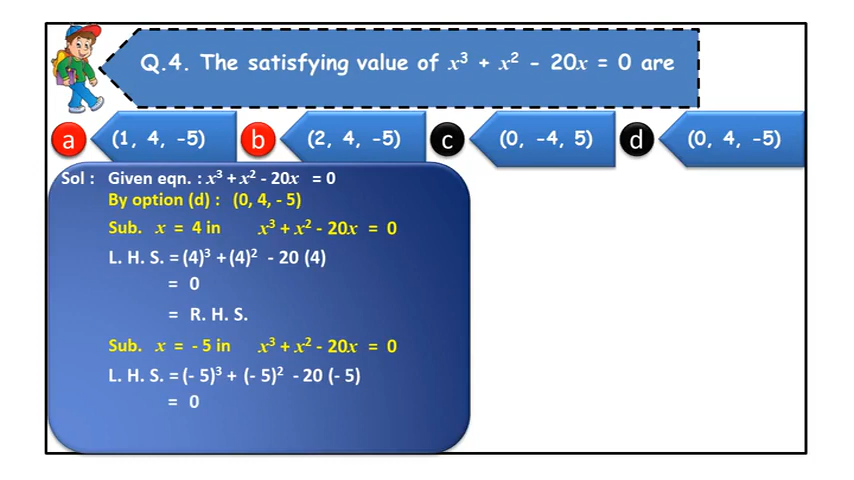 Q.4. The satisfying value of x³ + x² - 20x = 0 are
a (1, 4, -5) b (2, 4, -5) c (0, -4, 5) d (0, 4, -5)
Sol : Given eqn. : x³ + x² - 20x = 0
By option (d) : (0, 4, - 5)
Sub. x = 4 in x³ + x² - 20x = 0
L. H. S. = (4)³ + (4)² - 20 (4)
= 0
= R. H. S.
Sub. x = - 5 in x³ + x² - 20x = 0
L. H. S. = (- 5)³ + (- 5)² - 20 (- 5)
= 0